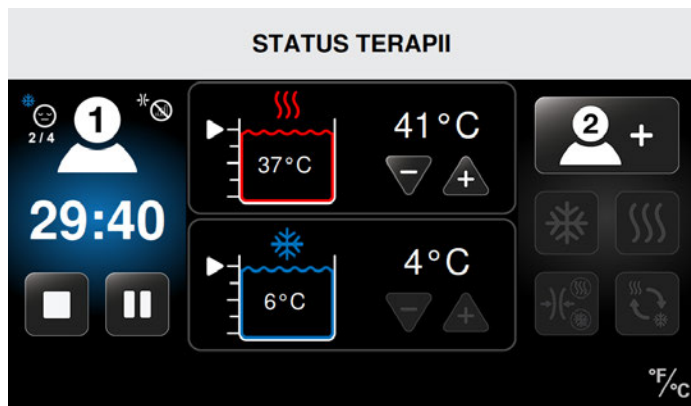 STATUS TERAPII
1
2/4
29:40
37°C
41°C
- +
6°C
4°C
- +
2 +
°F/°C